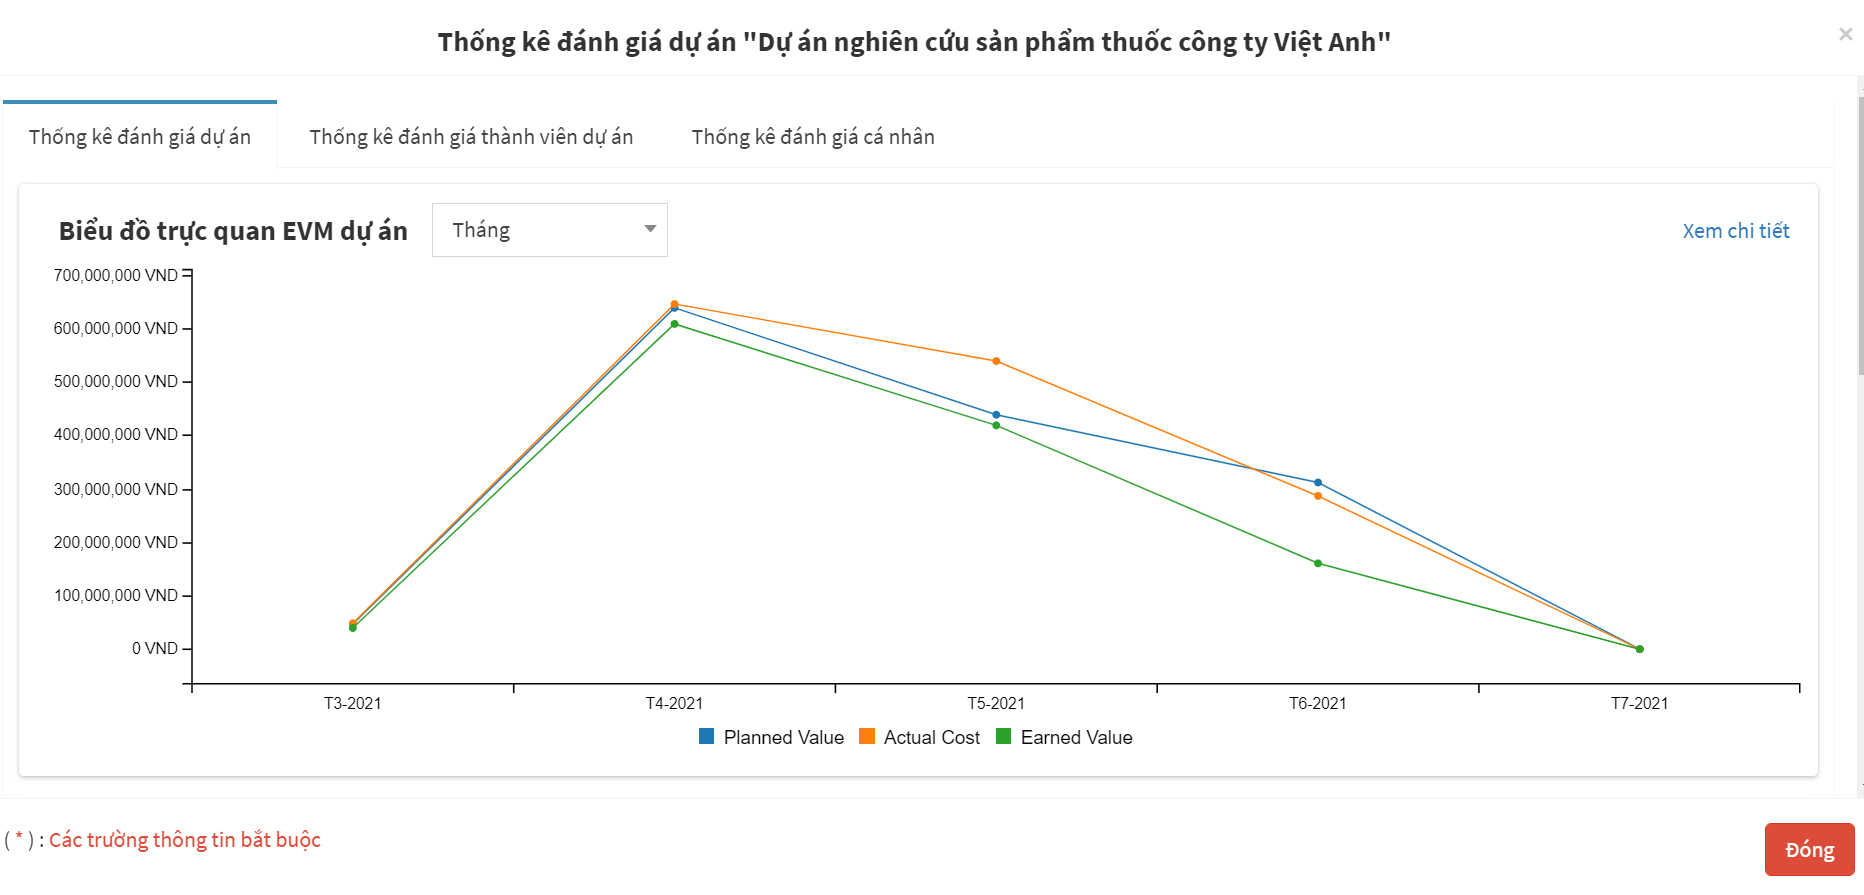 Thống kê đánh giá dự án "Dự án nghiên cứu sản phẩm thuốc công ty Việt Anh"
×
Thống kê đánh giá dự án
Thống kê đánh giá thành viên dự án
Thống kê đánh giá cá nhân
Biểu đồ trực quan EVM dự án
Tháng
Xem chi tiết
700,000,000 VND
600,000,000 VND
500,000,000 VND
400,000,000 VND
300,000,000 VND
200,000,000 VND
100,000,000 VND
0 VND
T3-2021
T4-2021
T5-2021
T6-2021
T7-2021
Planned Value
Actual Cost
Earned Value
( * ) : Các trường thông tin bắt buộc
Đóng